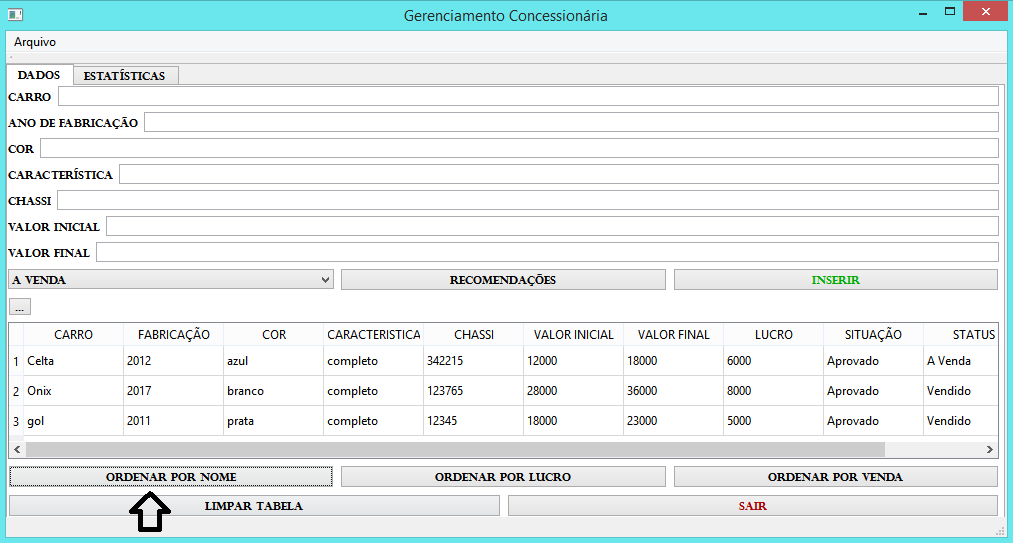 Gerenciamento Concessionária
Arquivo
DADOS ESTATÍSTICAS
CARRO
ANO DE FABRICAÇÃO
COR
CARACTERÍSTICA
CHASSI
VALOR INICIAL
VALOR FINAL
A VENDA RECOMENDAÇÕES INSERIR
...
CARRO FABRICAÇÃO COR CARACTERISTICA CHASSI VALOR INICIAL VALOR FINAL LUCRO SITUAÇÃO STATUS
1 Celta 2012 azul completo 342215 12000 18000 6000 Aprovado A Venda
2 Onix 2017 branco completo 123765 28000 36000 8000 Aprovado Vendido
3 gol 2011 prata completo 12345 18000 23000 5000 Aprovado Vendido
ORDENAR POR NOME ORDENAR POR LUCRO ORDENAR POR VENDA
LIMPAR TABELA SAIR